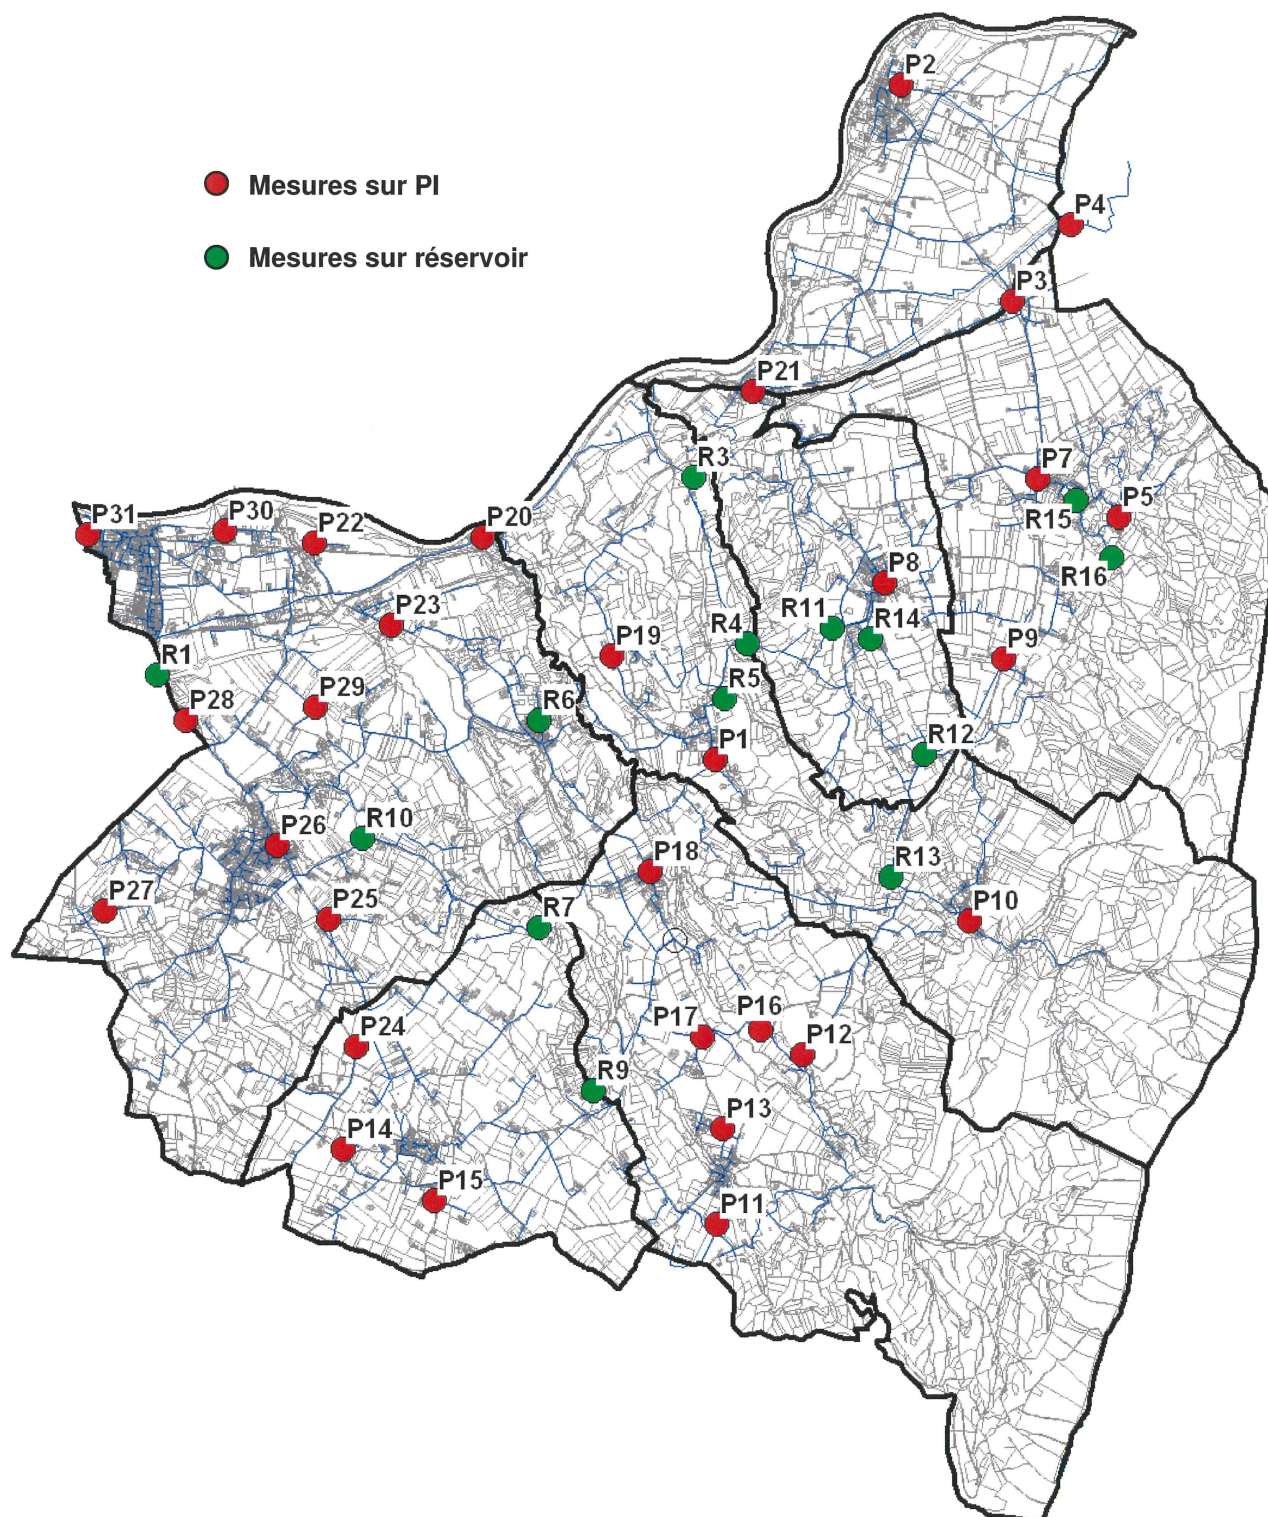 P2
Mesures sur PI
P4
Mesures sur réservoir
P3
P21
R3
P7
P31
P30
P22
P20
R15
P5
R16
P8
P23
R11
R14
R4
P19
P9
R1
P28
P29
R5
R6
P1
R12
P26
R10
P18
R13
P27
P25
R7
P10
P24
P17
P16
P12
R9
P14
P13
P15
P11